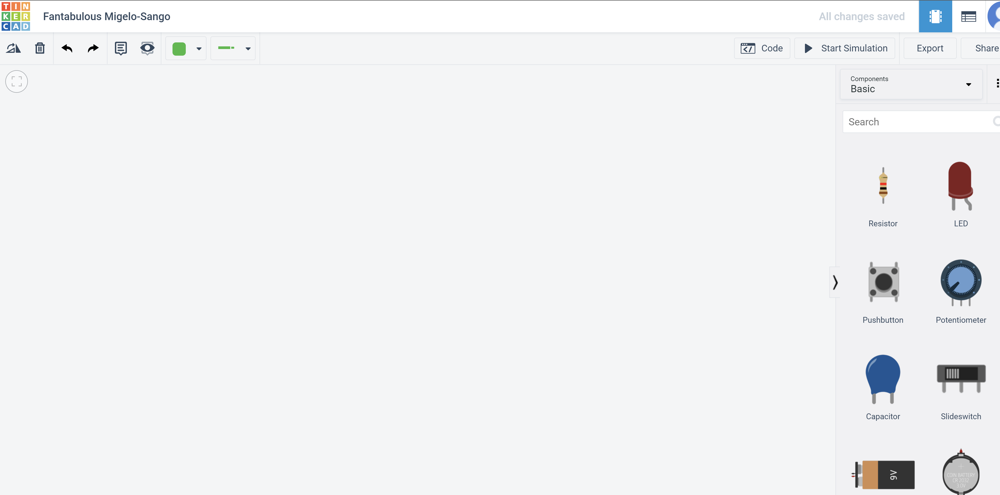 TIN
KER
CAD
Fantabulous Migelo-Sango
All changes saved
Code
Start Simulation
Export
Share
Components
Basic
Search
Resistor
LED
Pushbutton
Potentiometer
Capacitor
Slideswitch
9V
COIN BATTERY
CR 2032
3.0V